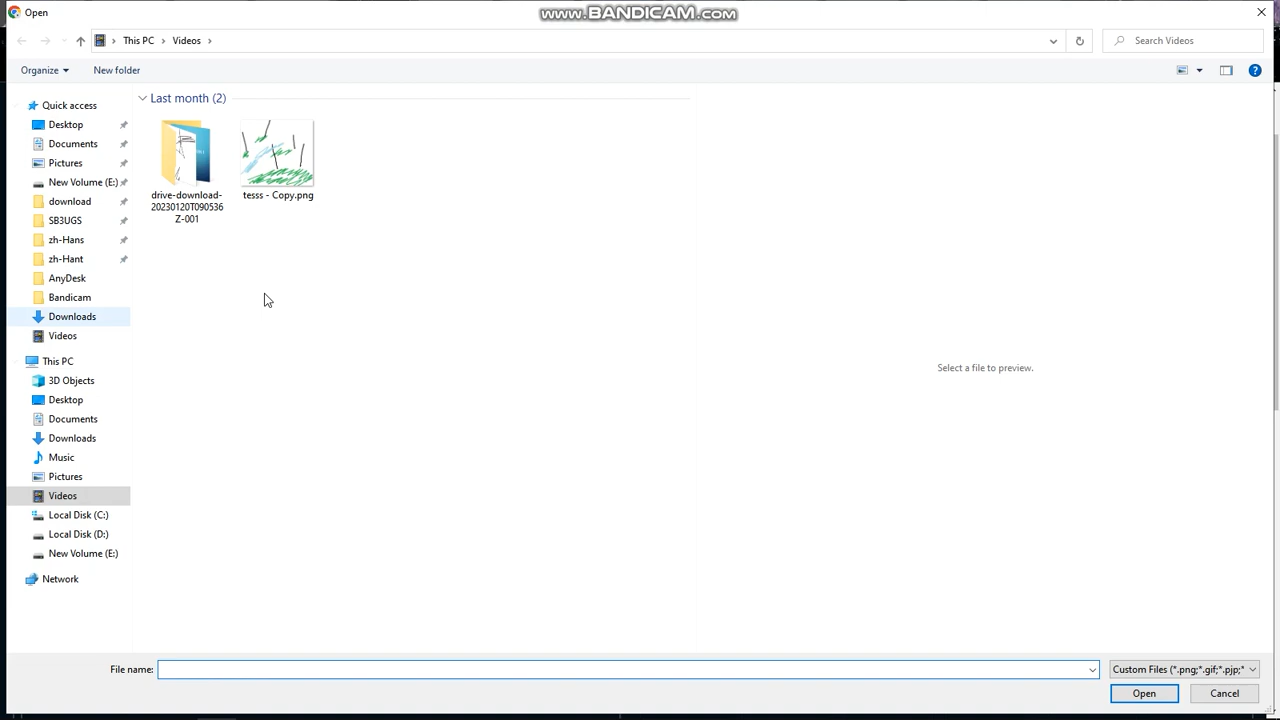 Open
www.BANDICAM.com
This PC
Videos
Search Videos
Organize
New folder
Quick access
Desktop
Documents
Pictures
New Volume (E:)
download
SB3UGS
zh-Hans
zh-Hant
AnyDesk
Bandicam
Downloads
Videos
This PC
3D Objects
Desktop
Documents
Downloads
Music
Pictures
Videos
Local Disk (C:)
Local Disk (D:)
New Volume (E:)
Network
Last month (2)
drive-download-
20230120T090536
Z-001
tesss - Copy.png
Select a file to preview.
File name:
Custom Files (*.png;*.gif;*.pjp;*
Open
Cancel